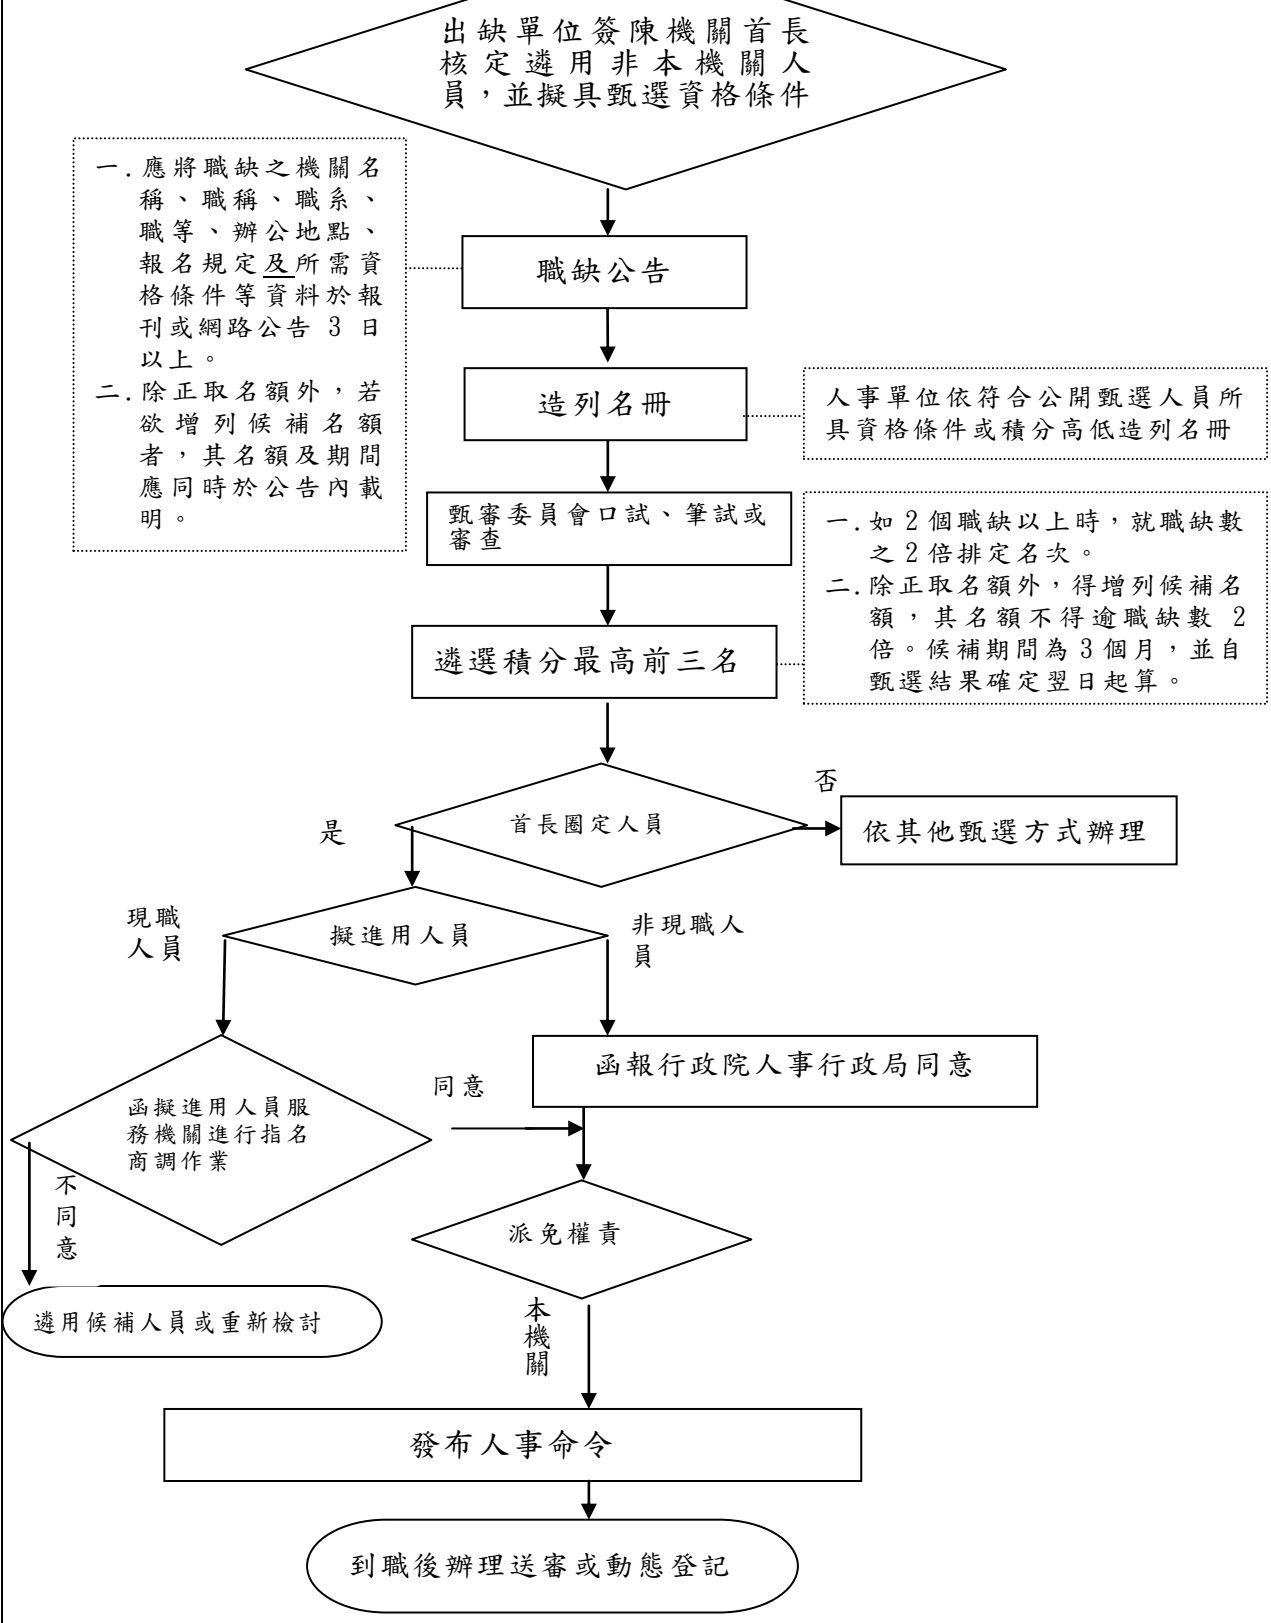 出缺單位簽陳機關首長
核定遴用非本機關人
員，並擬具甄選資格條件
一.應將職缺之機關名
稱、職稱、職系、
職等、辦公地點、
報名規定及所需資
格條件等資料於報
刊或網路公告 3 日
以上。
二.除正取名額外，若
欲增列候補名額
者，其名額及期間
應同時於公告內載
明。
職缺公告
造列名冊
人事單位依符合公開甄選人員所
具資格條件或積分高低造列名冊
甄審委員會口試、筆試或
審查
一.如 2 個職缺以上時，就職缺數
之 2 倍排定名次。
二.除正取名額外，得增列候補名
額，其名額不得逾職缺數 2
倍。候補期間為 3 個月，並自
甄選結果確定翌日起算。
遴選積分最高前三名
首長圈定人員
是
否
依其他甄選方式辦理
擬進用人員
現職
人員
非現職人
員
函擬進用人員服
務機關進行指名
商調作業
同意
函報行政院人事行政局同意
不
同
意
遴用候補人員或重新檢討
派免權責
本
機
關
發布人事命令
到職後辦理送審或動態登記